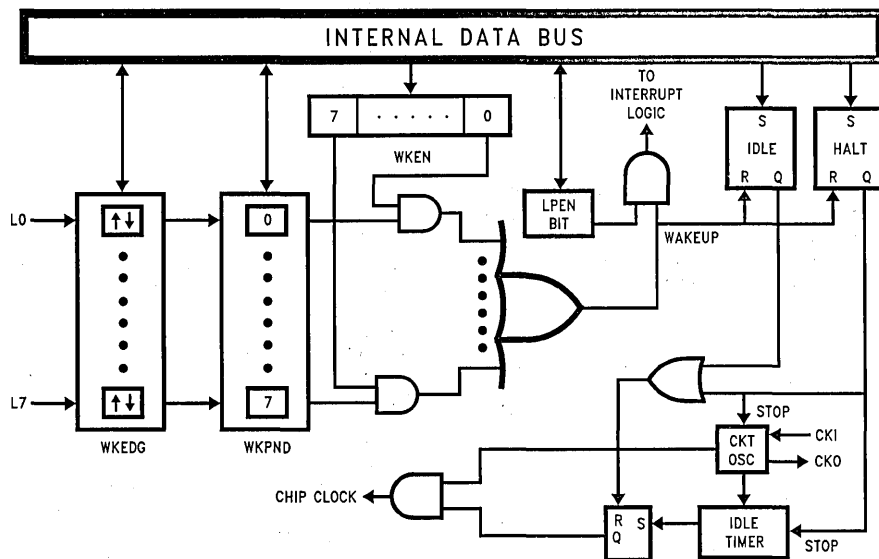 INTERNAL DATA BUS
TO
INTERRUPT
LOGIC
7 ..... 0
WKEN
S
IDLE
R Q
S
HALT
R Q
LPEN
BIT
WAKEUP
L0
↑↓
0
L7
↑↓
7
WKEDG
WKPND
STOP
CKT
OSC
CKI
CKO
CHIP CLOCK
R S
Q
IDLE
TIMER
STOP